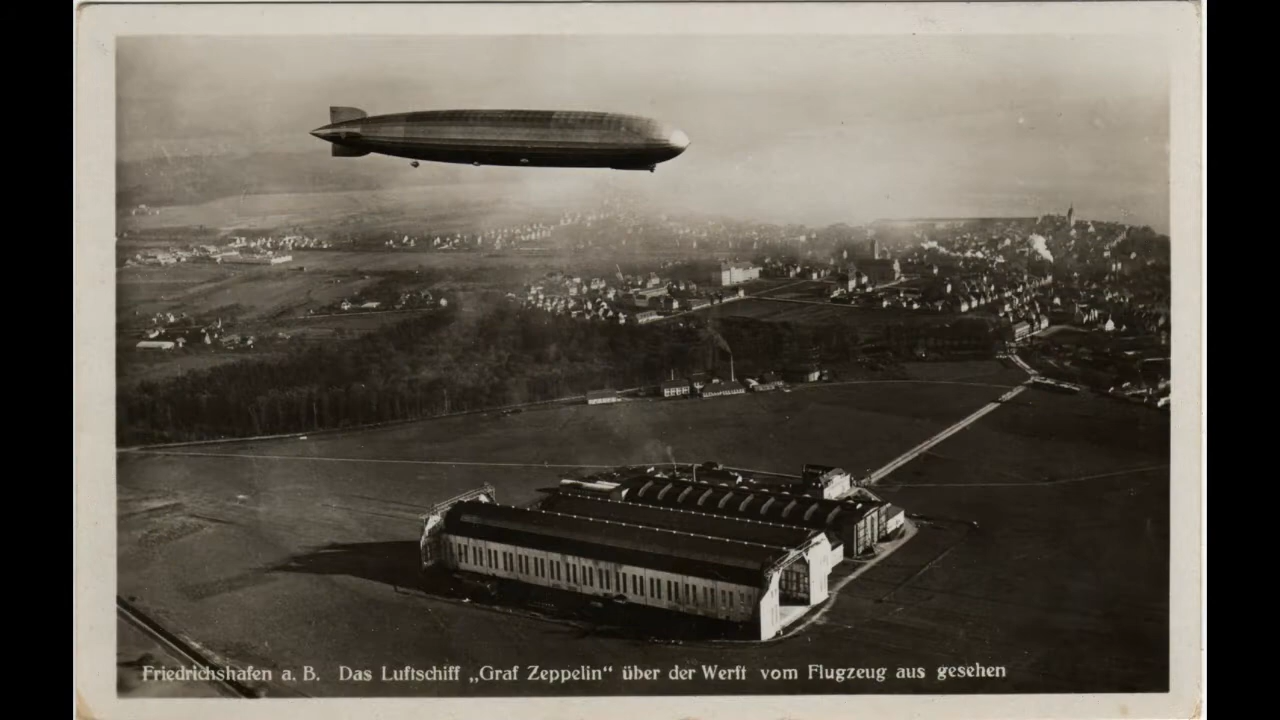 Friedrichshafen a. B. Das Luftschiff „Graf Zeppelin“ über der Werft vom Flugzeug aus gesehen